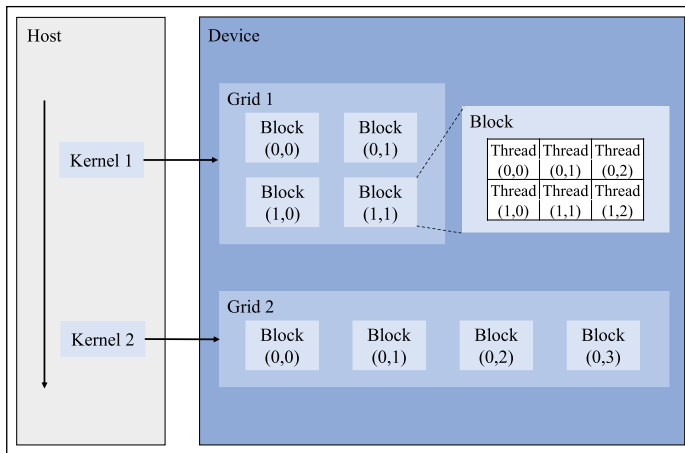 Host
Device
Grid 1
Block
(0,0)
Block
(0,1)
Block
(1,0)
Block
(1,1)
Kernel 1
Block
Thread Thread Thread
(0,0) (0,1) (0,2)
Thread Thread Thread
(1,0) (1,1) (1,2)
Grid 2
Kernel 2
Block
(0,0)
Block
(0,1)
Block
(0,2)
Block
(0,3)